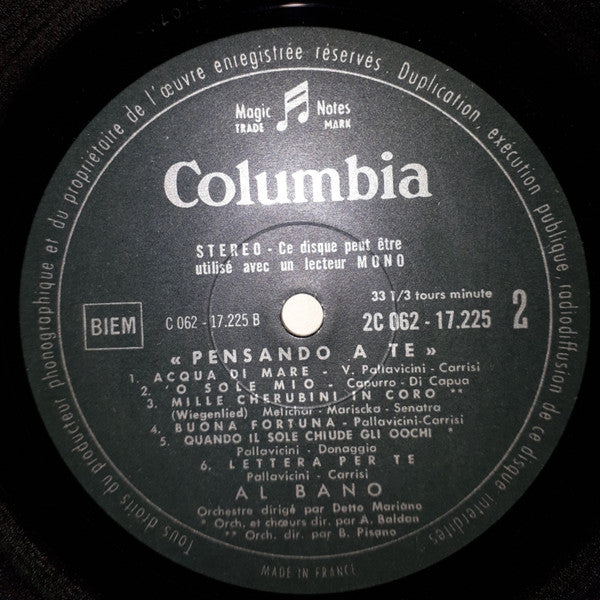 Tous droits du producteur phonographique et du propriétaire de l'œuvre enregistrée réservés. Duplication, exécution publique, radiodiffusion de ce disque interdites
Magic Notes
TRADE MARK
Columbia
STEREO - Ce disque peut être
utilisé avec un lecteur MONO
33 1/3 tours minute
BIEM C 062 - 17.225 B 2C 062 - 17.225 2
« PENSANDO A TE »
1. ACQUA DI MARE - V. Pallavicini - Carrisi
2. 'O SOLE MIO - Capurro - Di Capua
3. MILLE CHERUBINI IN CORO **
(Wiegenlied) Melichar - Mariscka - Senatra
4. BUONA FORTUNA - Pallavicini-Carrisi
5. QUANDO IL SOLE CHIUDE GLI OOCHI *
Pallavicini - Donaggio
6. LETTERA PER TE
Pallavicini - Carrisi
AL BANO
Orchestre dirigé par Detto Mariano
* Orch. et chœurs dir. par A. Baldan
** Orch. dir. par B. Pisano
MADE IN FRANCE